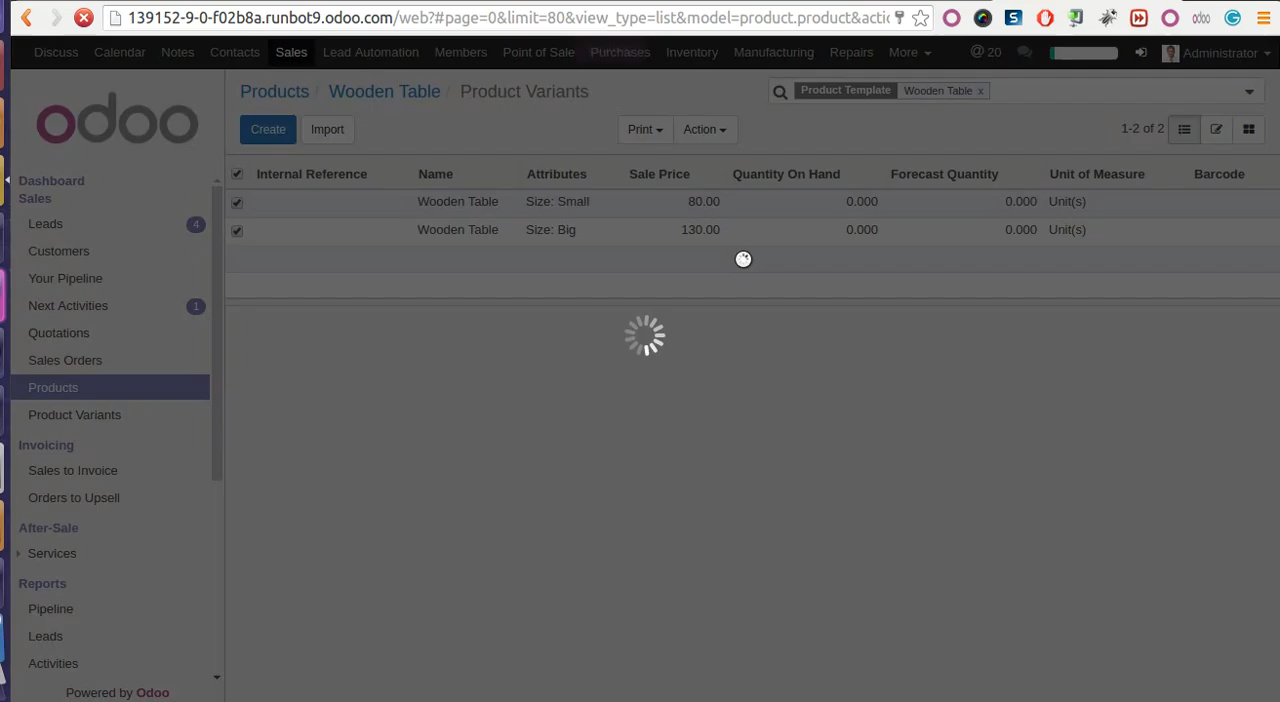 139152-9-0-f02b8a.runbot9.odoo.com/web?#page=0&limit=80&view_type=list&model=product.product&actic
Discuss Calendar Notes Contacts Sales Lead Automation Members Point of Sale Purchases Inventory Manufacturing Repairs More @ 20 Administrator
odoo
Products / Wooden Table / Product Variants
Product Template Wooden Table x
Create Import Print Action 1-2 of 2
Internal Reference Name Attributes Sale Price Quantity On Hand Forecast Quantity Unit of Measure Barcode
Wooden Table Size: Small 80.00 0.000 0.000 Unit(s)
Wooden Table Size: Big 130.00 0.000 0.000 Unit(s)
Dashboard
Sales
Leads 4
Customers
Your Pipeline
Next Activities 1
Quotations
Sales Orders
Products
Product Variants
Invoicing
Sales to Invoice
Orders to Upsell
After-Sale
Services
Reports
Pipeline
Leads
Activities
Powered by Odoo